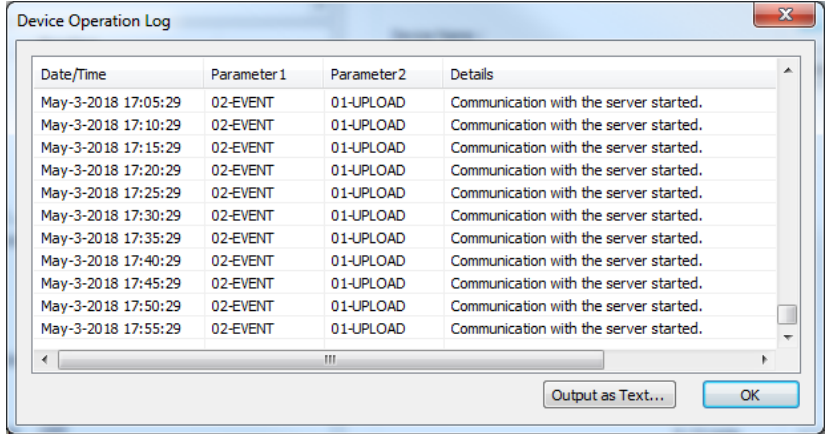 Device Operation Log
Date/Time Parameter1 Parameter2 Details
May-3-2018 17:05:29 02-EVENT 01-UPLOAD Communication with the server started.
May-3-2018 17:10:29 02-EVENT 01-UPLOAD Communication with the server started.
May-3-2018 17:15:29 02-EVENT 01-UPLOAD Communication with the server started.
May-3-2018 17:20:29 02-EVENT 01-UPLOAD Communication with the server started.
May-3-2018 17:25:29 02-EVENT 01-UPLOAD Communication with the server started.
May-3-2018 17:30:29 02-EVENT 01-UPLOAD Communication with the server started.
May-3-2018 17:35:29 02-EVENT 01-UPLOAD Communication with the server started.
May-3-2018 17:40:29 02-EVENT 01-UPLOAD Communication with the server started.
May-3-2018 17:45:29 02-EVENT 01-UPLOAD Communication with the server started.
May-3-2018 17:50:29 02-EVENT 01-UPLOAD Communication with the server started.
May-3-2018 17:55:29 02-EVENT 01-UPLOAD Communication with the server started.
Output as Text... OK